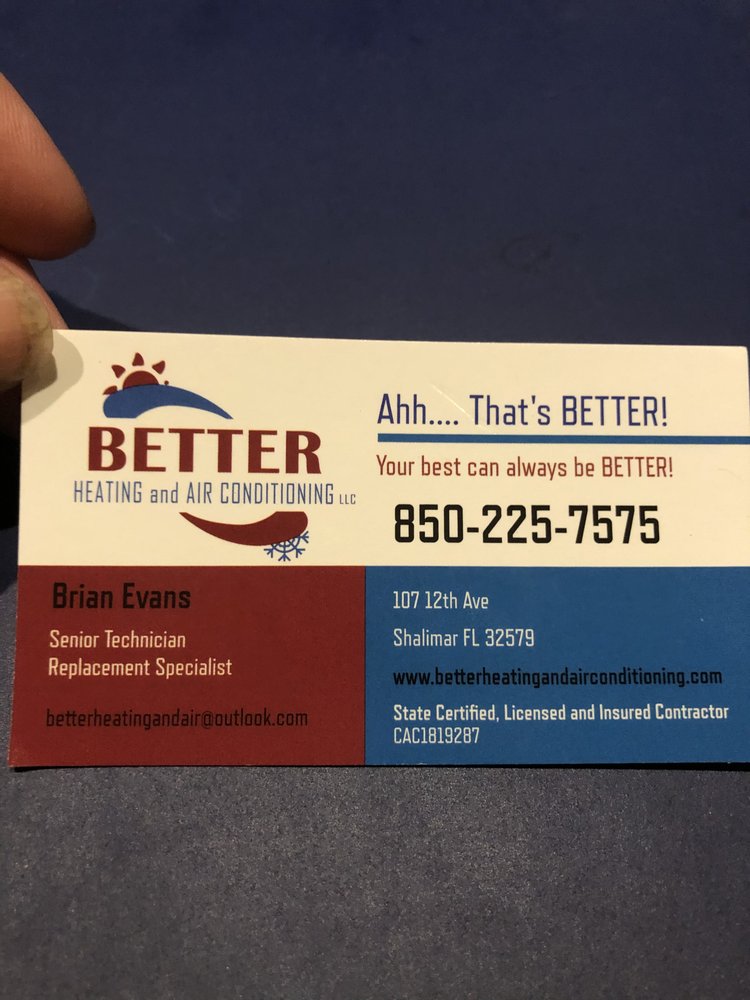 BETTER
HEATING and AIR CONDITIONING LLC
Ahh.... That's BETTER!
Your best can always be BETTER!
850-225-7575
Brian Evans
Senior Technician
Replacement Specialist
betterheatingandair@outlook.com
107 12th Ave
Shalimar FL 32579
www.betterheatingandairconditioning.com
State Certified, Licensed and Insured Contractor
CAC1819287